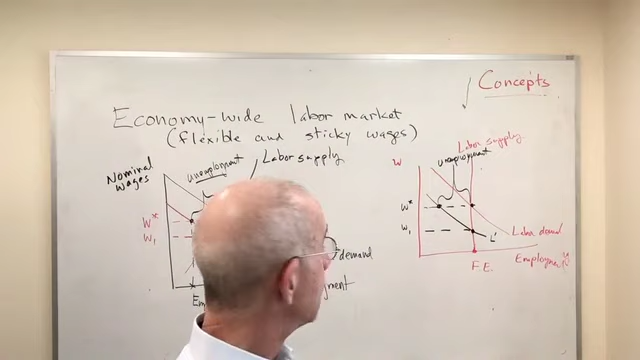 Concepts
Economy-wide labor market
(flexible and sticky wages)
Nominal
wages
unemployment
Labor supply
W*
W1
demand
Em
Labor supply
unemployment
W
W*
W1
Labor demand
L'
Employment
F.E.